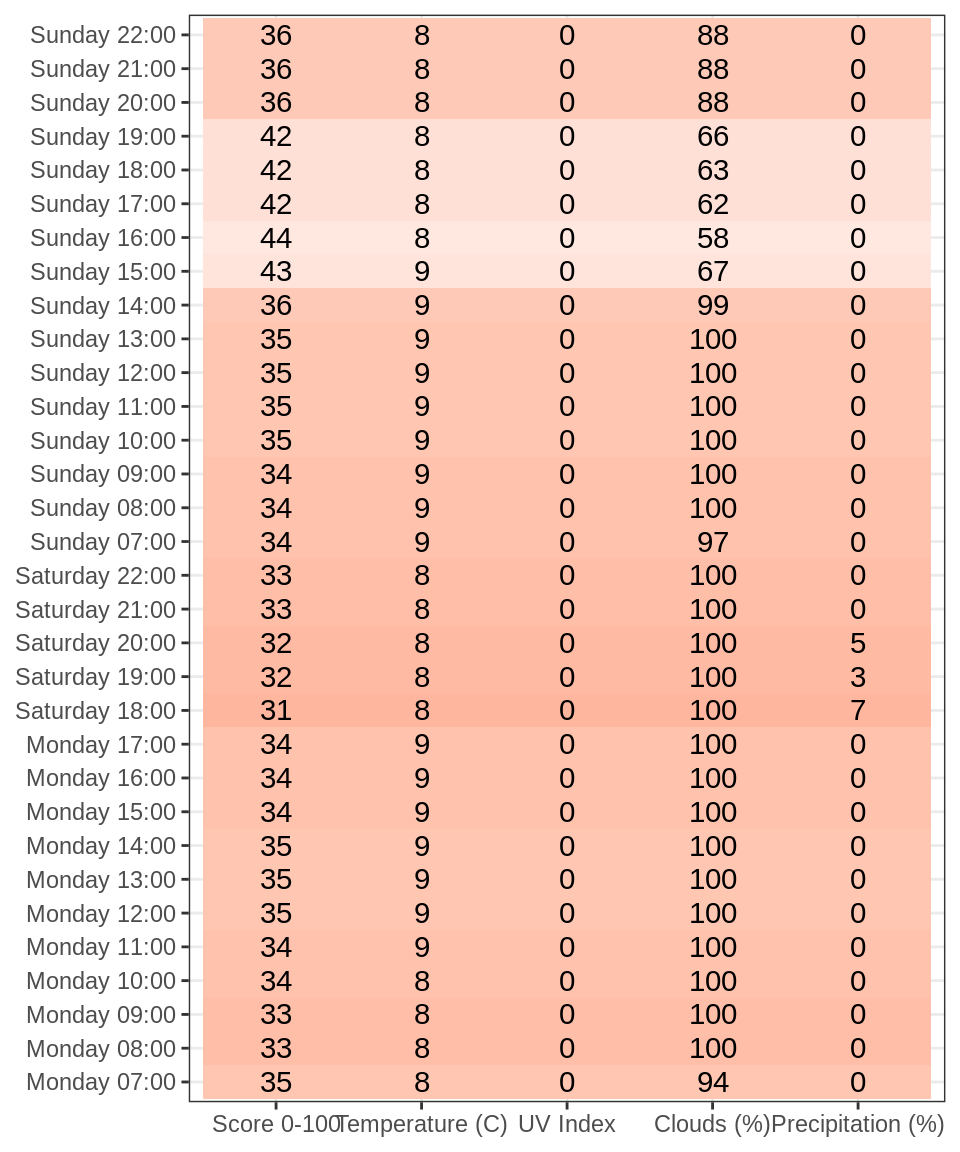 Sunday 22:00 36 8 0 88 0
Sunday 21:00 36 8 0 88 0
Sunday 20:00 36 8 0 88 0
Sunday 19:00 42 8 0 66 0
Sunday 18:00 42 8 0 63 0
Sunday 17:00 42 8 0 62 0
Sunday 16:00 44 8 0 58 0
Sunday 15:00 43 9 0 67 0
Sunday 14:00 36 9 0 99 0
Sunday 13:00 35 9 0 100 0
Sunday 12:00 35 9 0 100 0
Sunday 11:00 35 9 0 100 0
Sunday 10:00 35 9 0 100 0
Sunday 09:00 34 9 0 100 0
Sunday 08:00 34 9 0 100 0
Sunday 07:00 34 9 0 97 0
Saturday 22:00 33 8 0 100 0
Saturday 21:00 33 8 0 100 0
Saturday 20:00 32 8 0 100 5
Saturday 19:00 32 8 0 100 3
Saturday 18:00 31 8 0 100 7
Monday 17:00 34 9 0 100 0
Monday 16:00 34 9 0 100 0
Monday 15:00 34 9 0 100 0
Monday 14:00 35 9 0 100 0
Monday 13:00 35 9 0 100 0
Monday 12:00 35 9 0 100 0
Monday 11:00 34 9 0 100 0
Monday 10:00 34 8 0 100 0
Monday 09:00 33 8 0 100 0
Monday 08:00 33 8 0 100 0
Monday 07:00 35 8 0 94 0
Score 0-100 Temperature (C) UV Index Clouds (%) Precipitation (%)